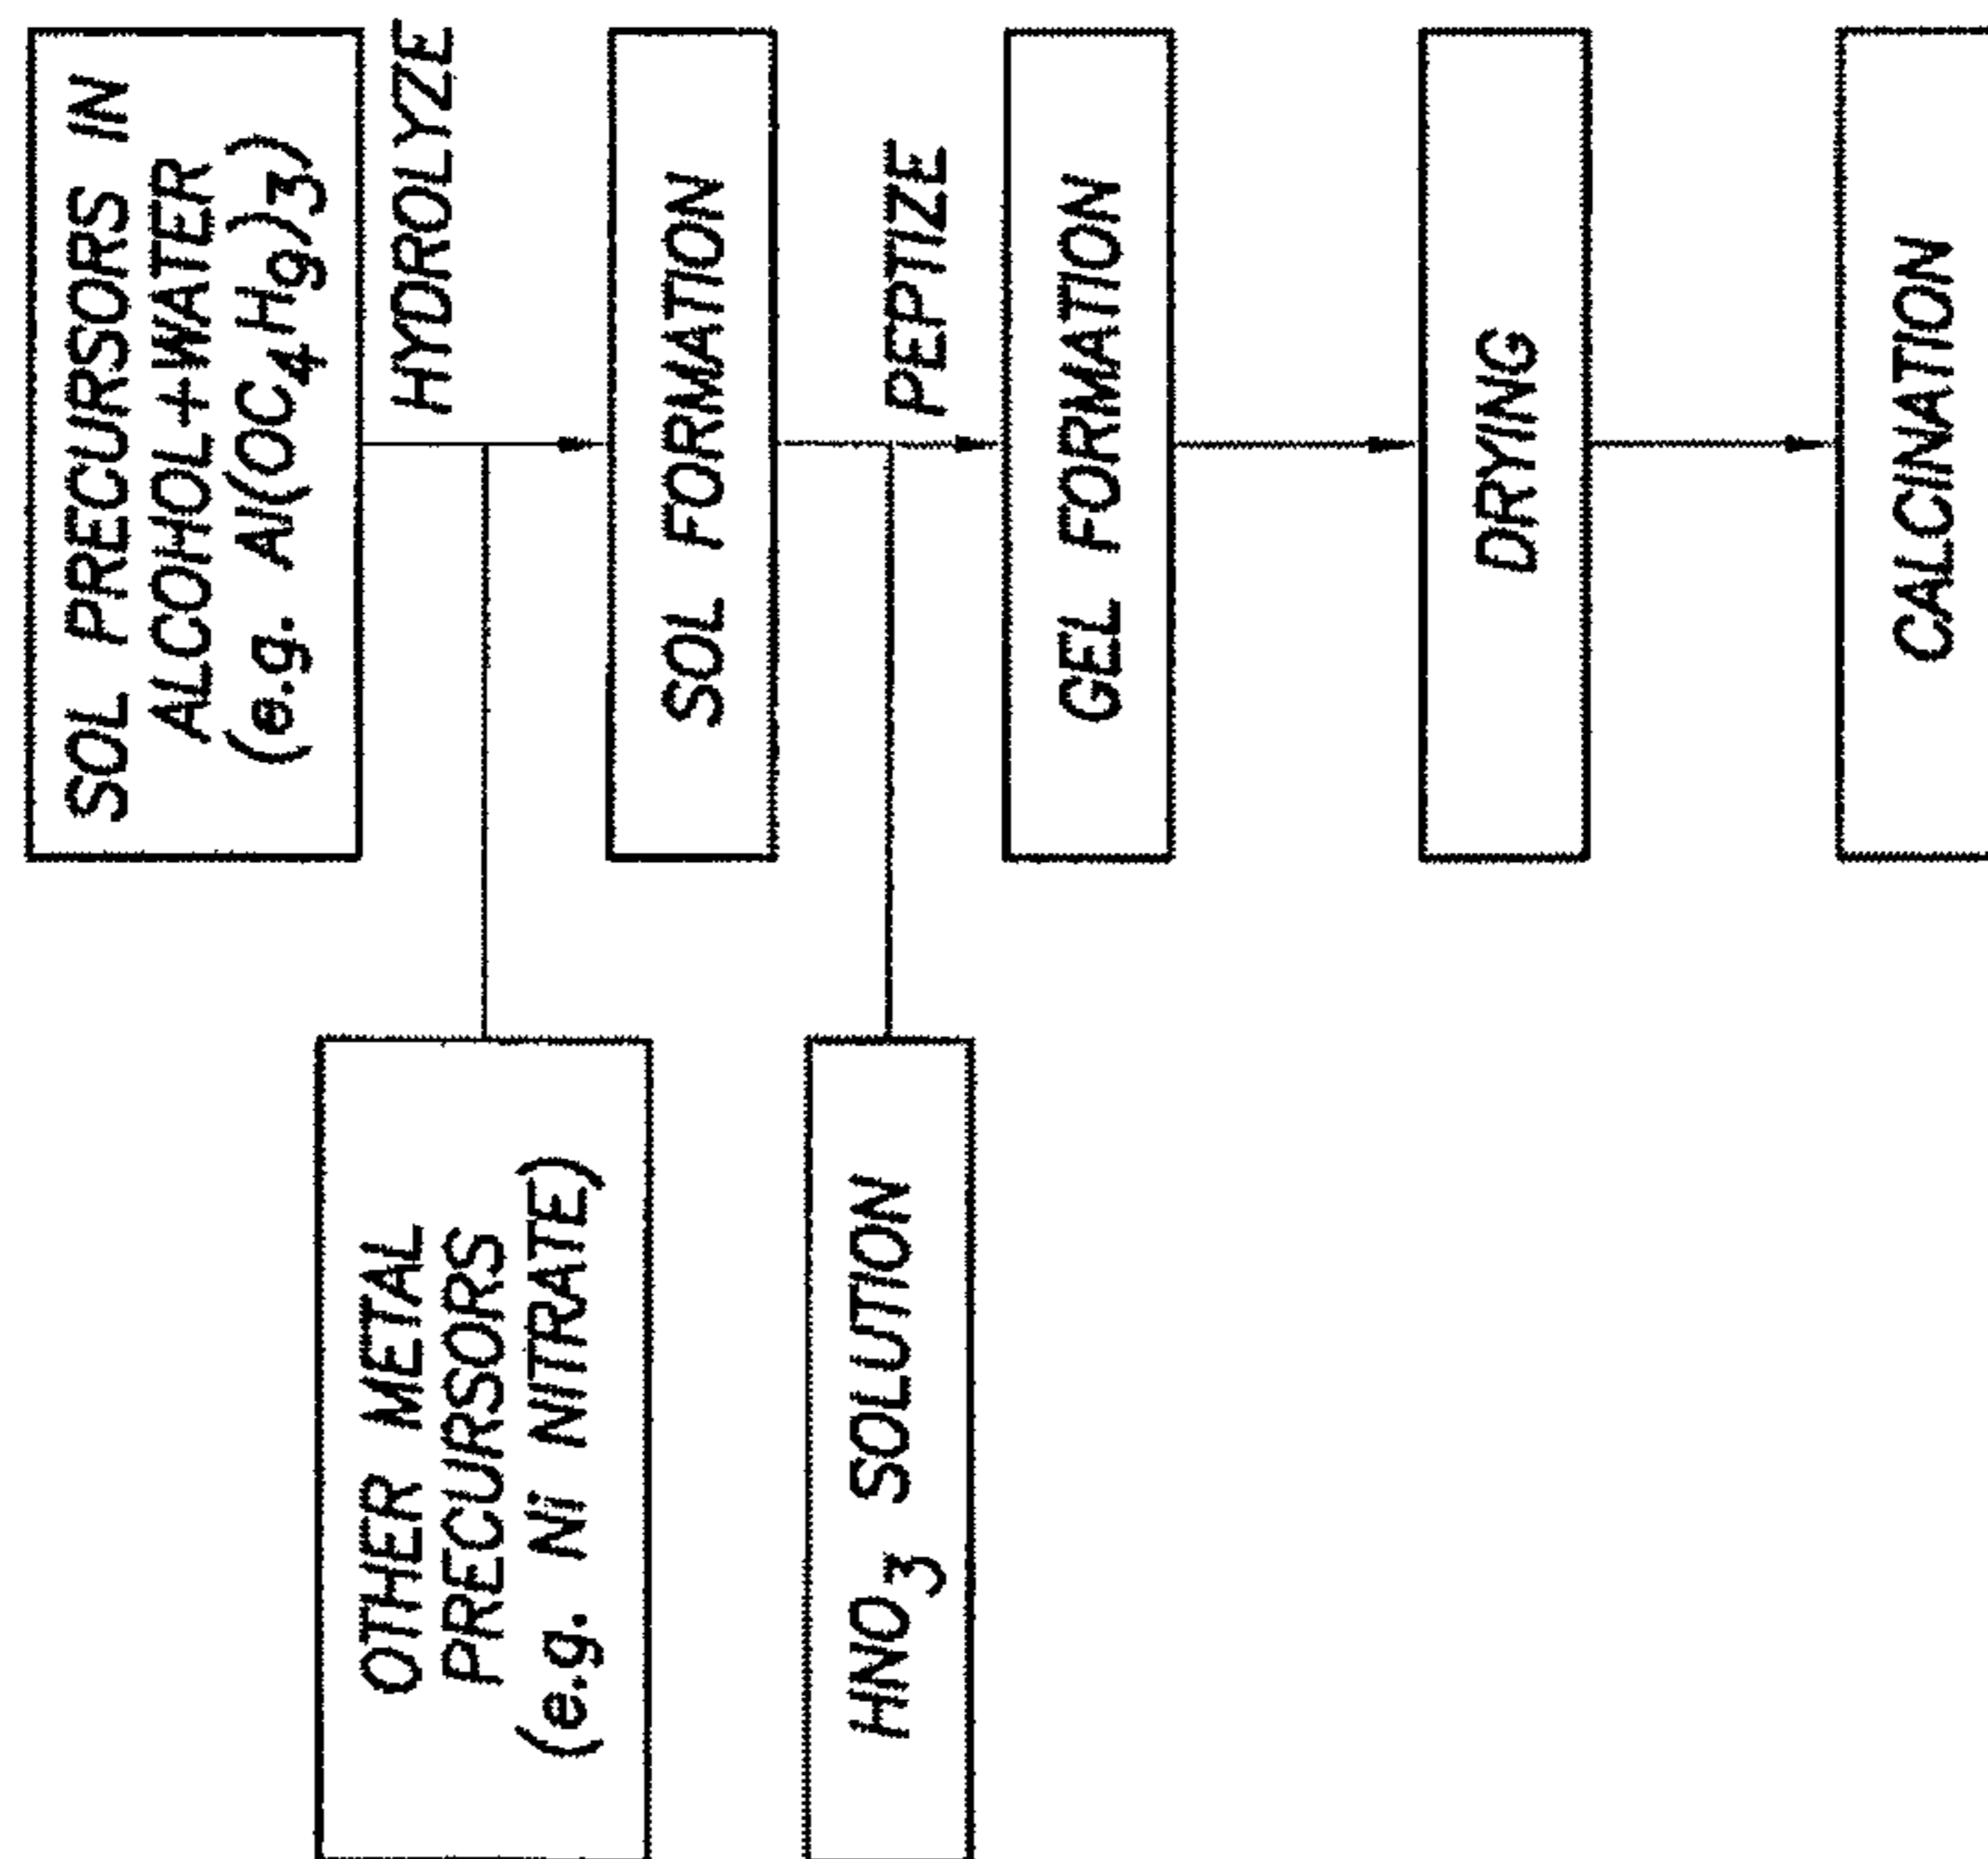 SOL PRECURSORS IN
ALCOHOL+WATER
(e.g. Al(OC4H9)3)
HYDROLYZE
OTHER METAL
PRECURSORS
(e.g. Ni NITRATE)
SOL FORMATION
PEPTIZE
HNO3 SOLUTION
GEL FORMATION
DRYING
CALCINATION